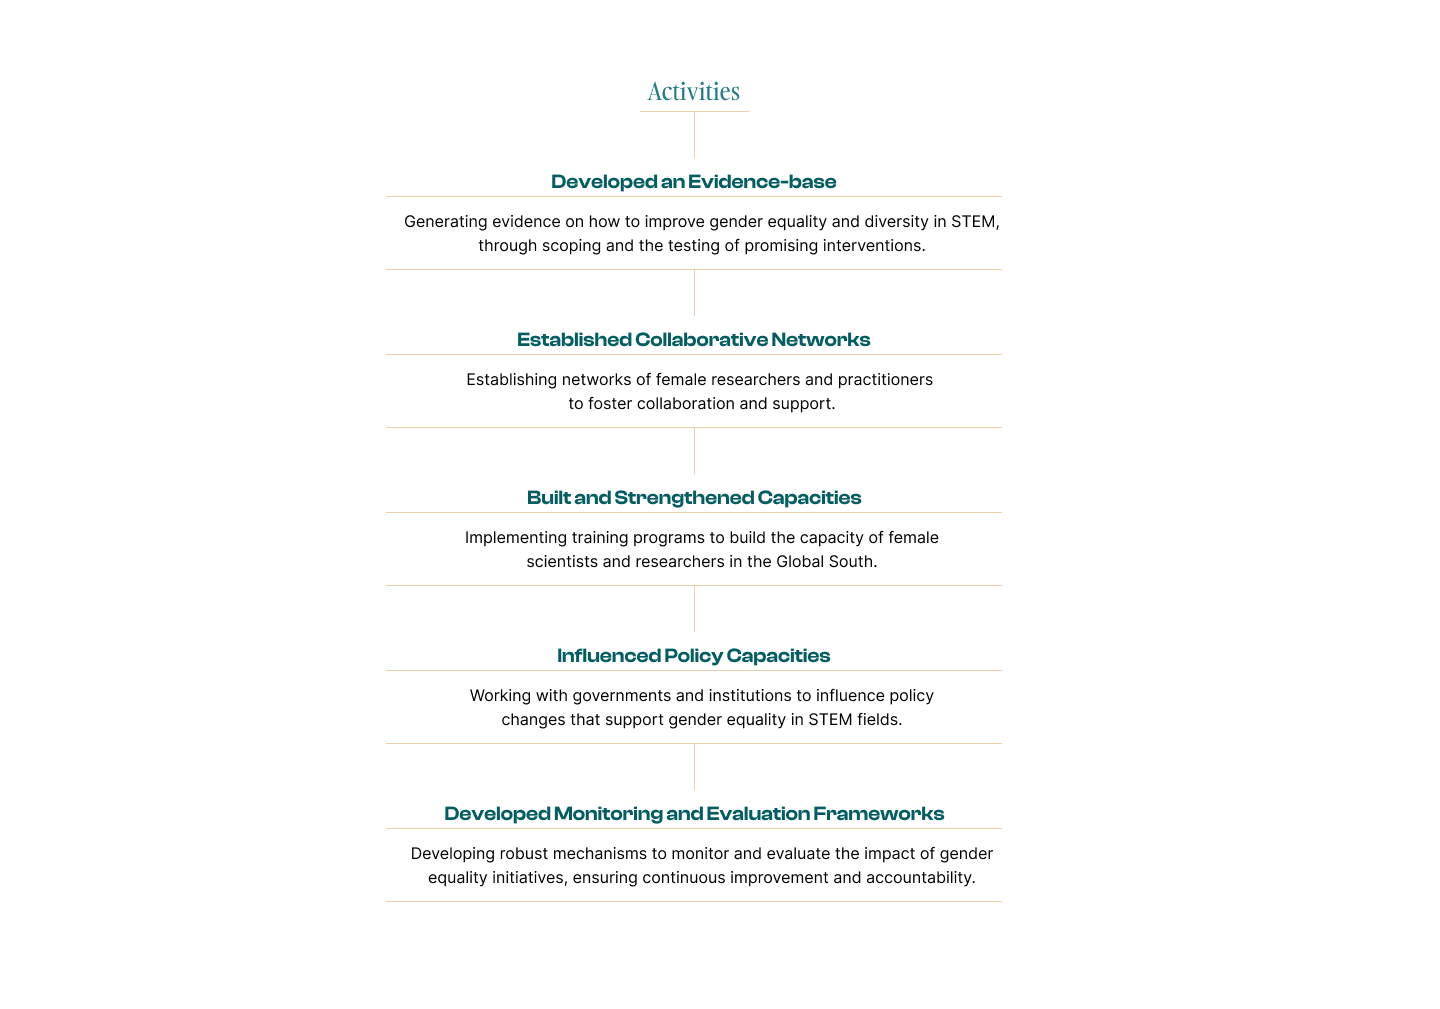 Activities
Developed an Evidence-base
Generating evidence on how to improve gender equality and diversity in STEM,
through scoping and the testing of promising interventions.
Established Collaborative Networks
Establishing networks of female researchers and practitioners
to foster collaboration and support.
Built and Strengthened Capacities
Implementing training programs to build the capacity of female
scientists and researchers in the Global South.
Influenced Policy Capacities
Working with governments and institutions to influence policy
changes that support gender equality in STEM fields.
Developed Monitoring and Evaluation Frameworks
Developing robust mechanisms to monitor and evaluate the impact of gender
equality initiatives, ensuring continuous improvement and accountability.